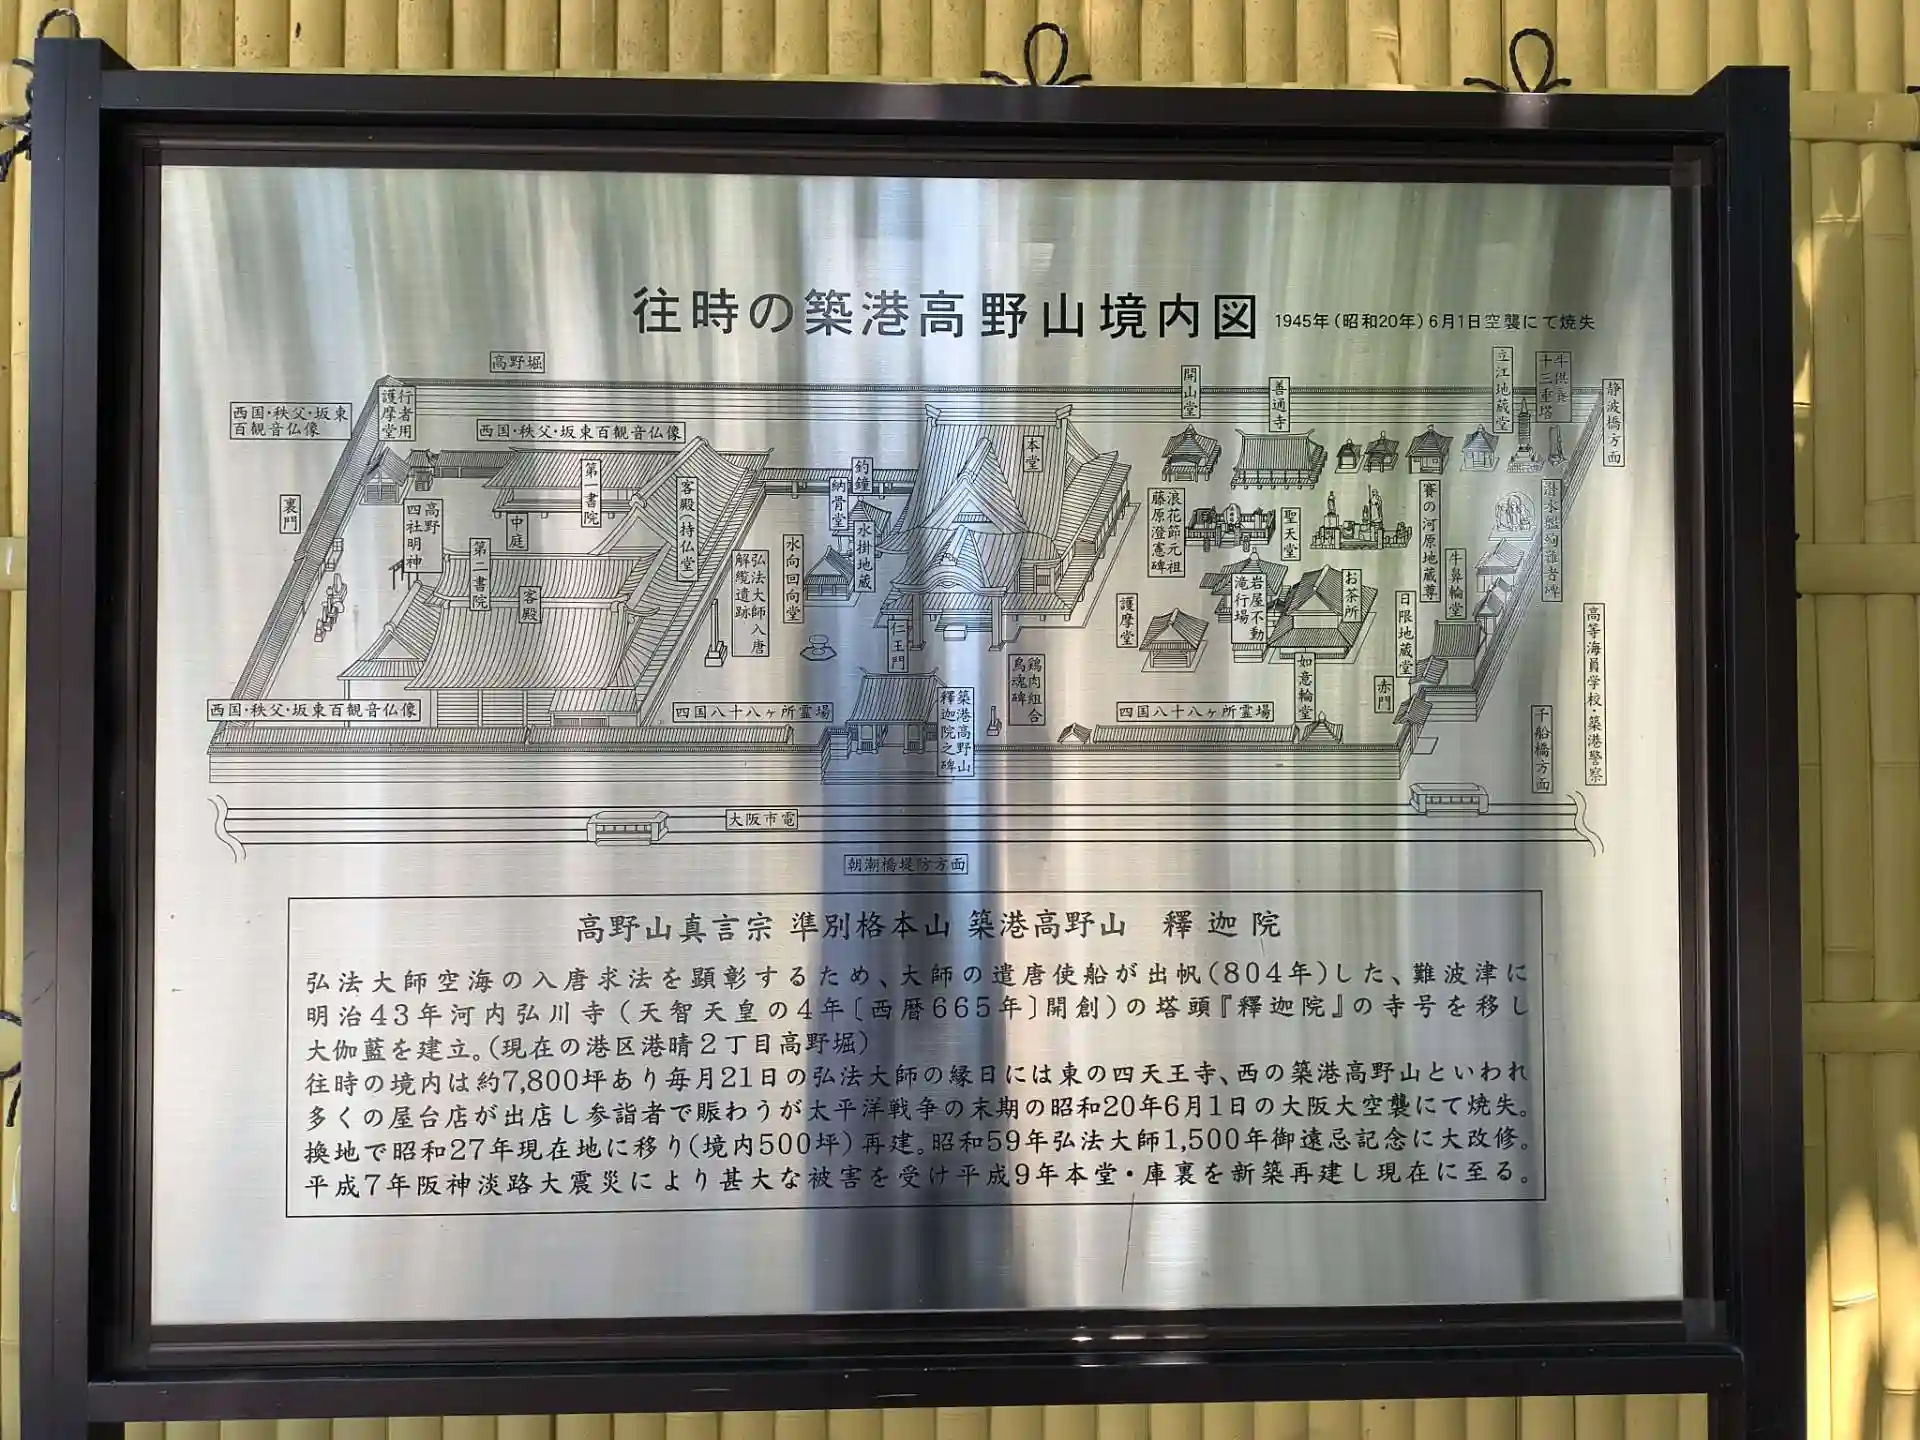 往時の築港高野山境内図 1945年(昭和20年)6月1日空襲にて焼失
高野堀
西国・秩父・坂東
百観音仏像
行者用
護摩堂
西国・秩父・坂東百観音仏像
裏門
高野
四社明神
中庭
第一書院
第二書院
客殿
客殿(持仏堂)
弘法大師入唐
解纜遺跡
水向回向堂
釣鐘
納骨堂
水掛地蔵
本堂
仁王門
開山堂
善通寺
立江地蔵堂
牛供養
十三重塔
静波橋方面
浪花節元祖
藤原澄憲碑
聖天堂
賽の河原地蔵尊
牛鼻輪堂
潜水艦殉難者碑
護摩堂
岩屋不動
滝行場
お茶所
日限地蔵堂
如意輪堂
赤門
高等海員学校・築港警察
千船橋方面
鶏肉組合
鳥魂碑
築港高野山
釋迦院之碑
西国・秩父・坂東百観音仏像
四国八十八ヶ所霊場
四国八十八ヶ所霊場
大阪市電
朝潮橋堤防方面
高野山真言宗 準別格本山 築港高野山 釋迦院
弘法大師空海の入唐求法を顕彰するため、大師の遣唐使船が出帆(804年)した、難波津に
明治43年河内弘川寺(天智天皇の4年〔西暦665年〕開創)の塔頭『釋迦院』の寺号を移し
大伽藍を建立。(現在の港区港晴2丁目高野堀)
往時の境内は約7,800坪あり毎月21日の弘法大師の縁日には東の四天王寺、西の築港高野山といわれ
多くの屋台店が出店し参詣者で賑わうが太平洋戦争の末期の昭和20年6月1日の大阪大空襲にて焼失。
換地で昭和27年現在地に移り(境内500坪)再建。昭和59年弘法大師1,500年御遠忌記念に大改修。
平成7年阪神淡路大震災により甚大な被害を受け平成9年本堂・庫裏を新築再建し現在に至る。